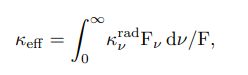 κ_eff = ∫_0^∞ κ_ν^rad F_ν dν/F,